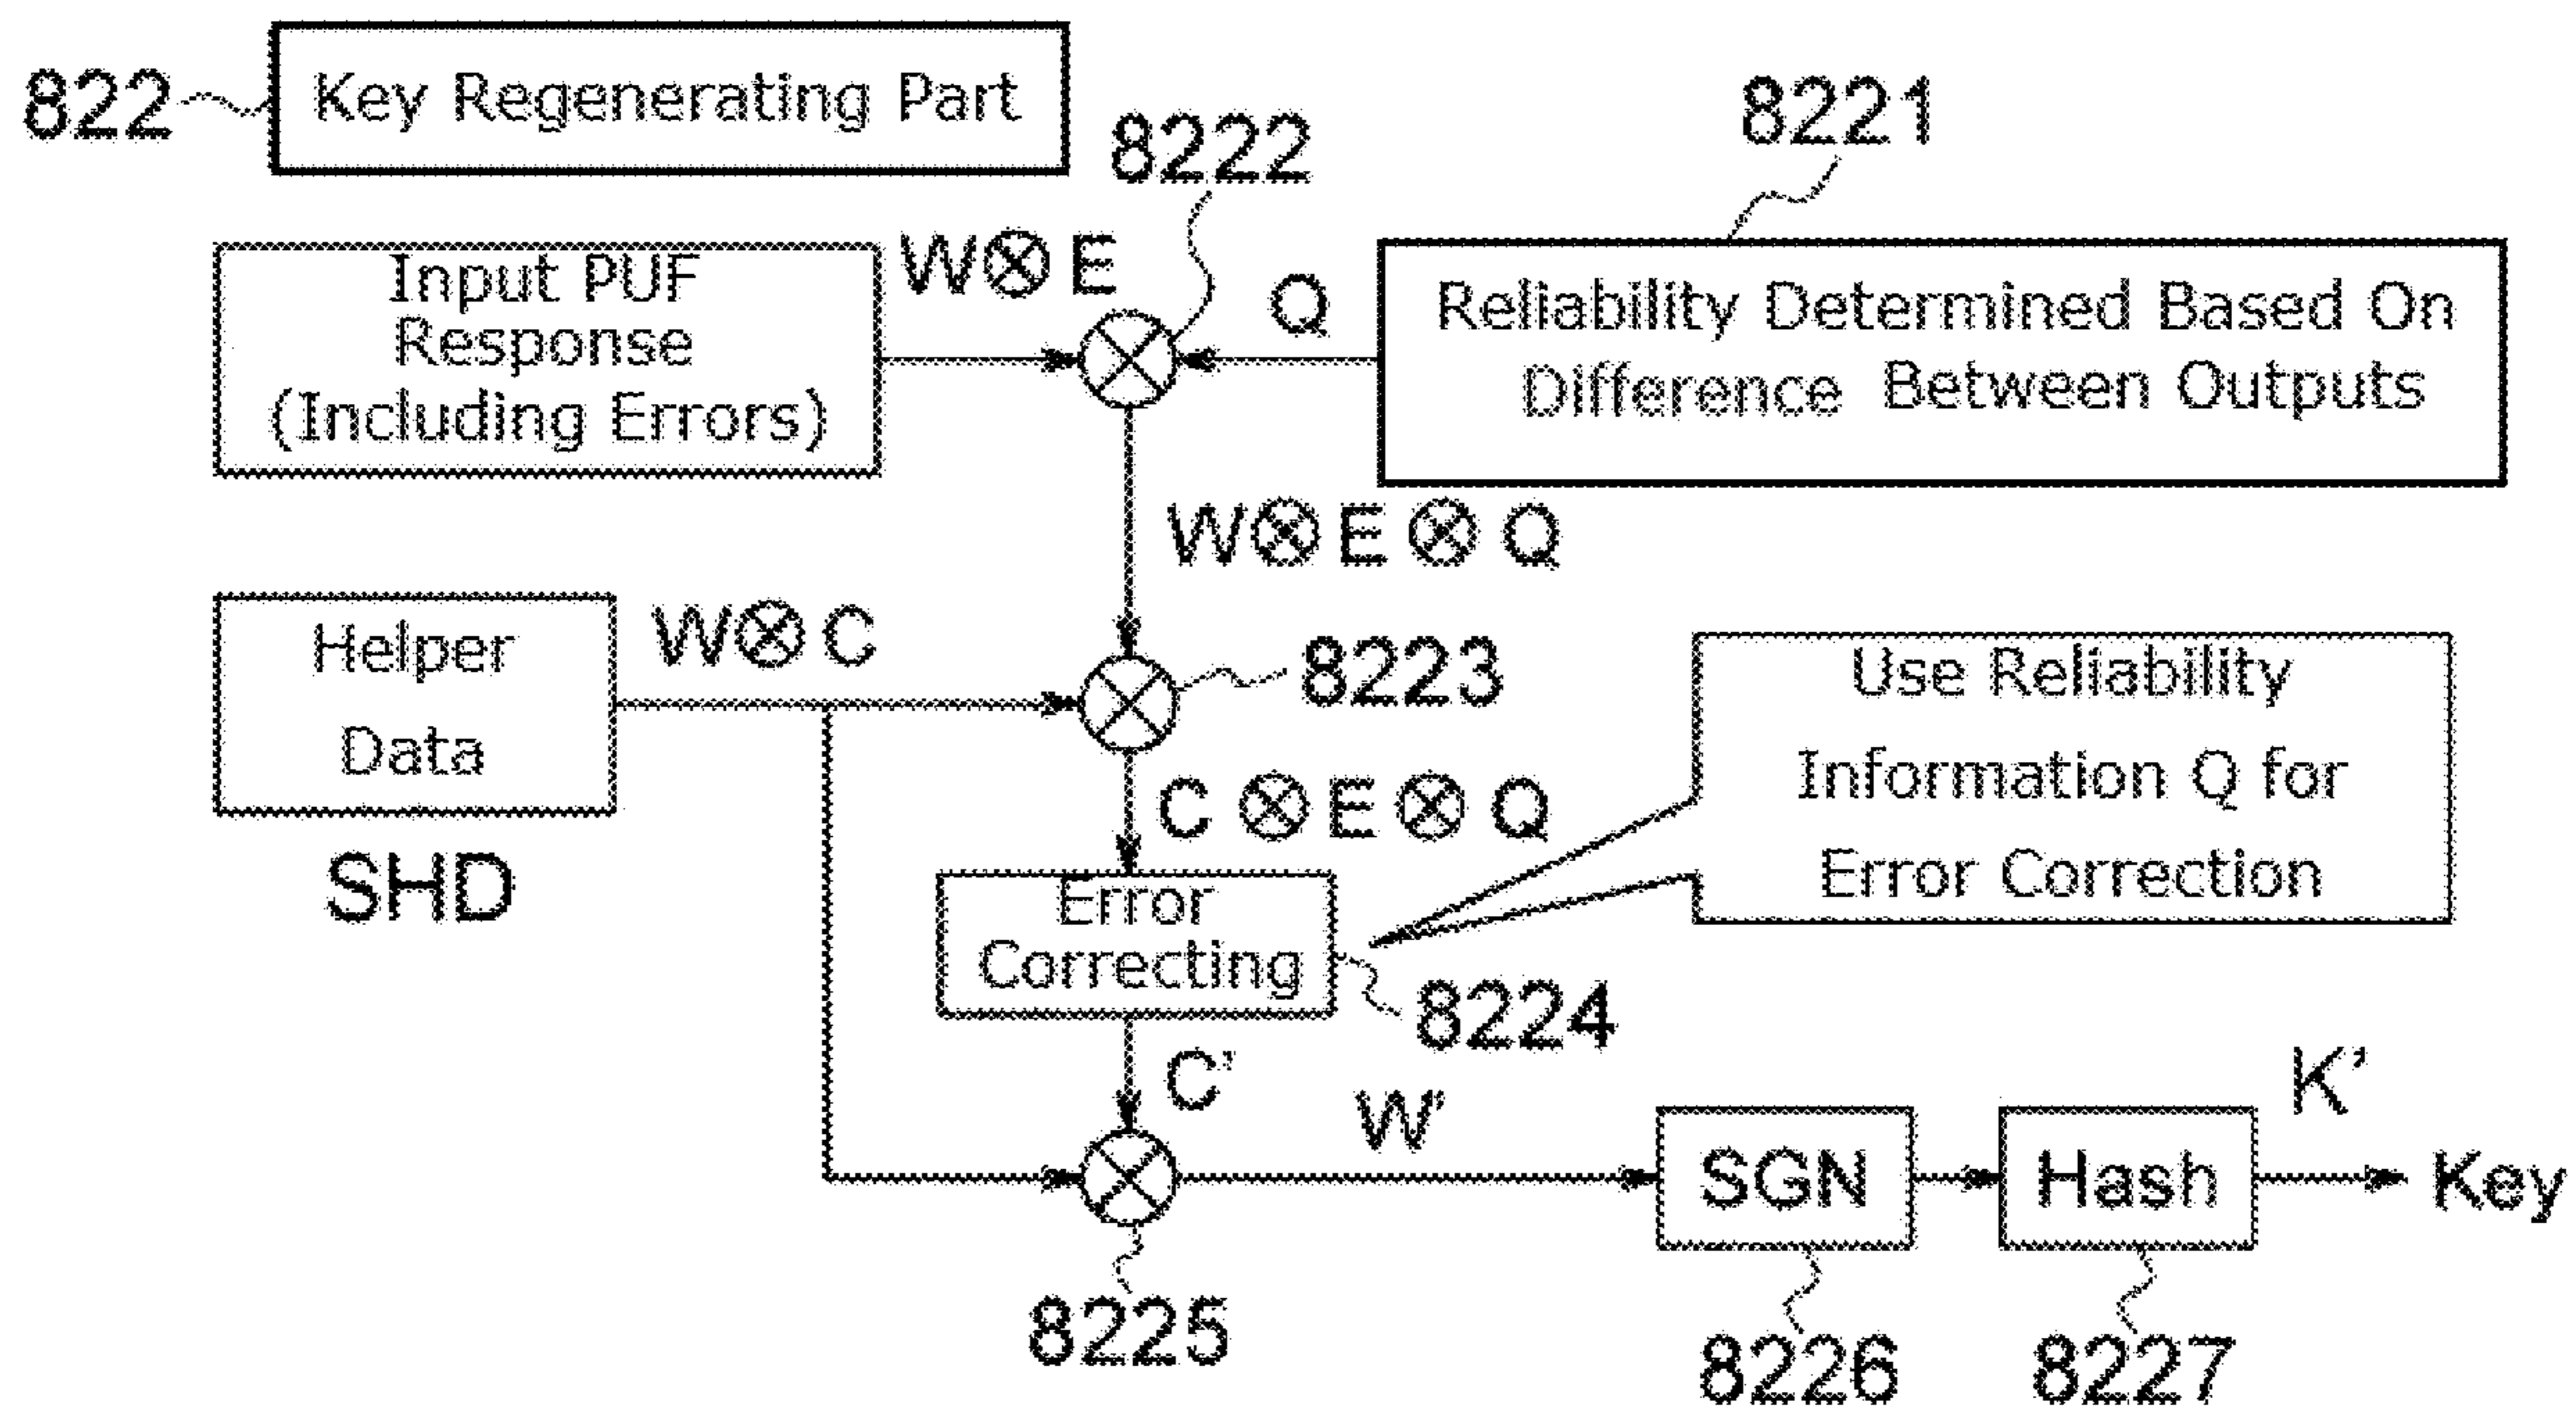 822
Key Regenerating Part
8222
8221
Input PUF
Response
(Including Errors)
W⊗E
Q
Reliability Determined Based On
Difference Between Outputs
W⊗E⊗Q
Helper
Data
SHD
W⊗C
8223
Use Reliability
Information Q for
Error Correction
C⊗E⊗Q
Error
Correcting
8224
C'
W'
SGN
Hash
K'
Key
8225
8226
8227